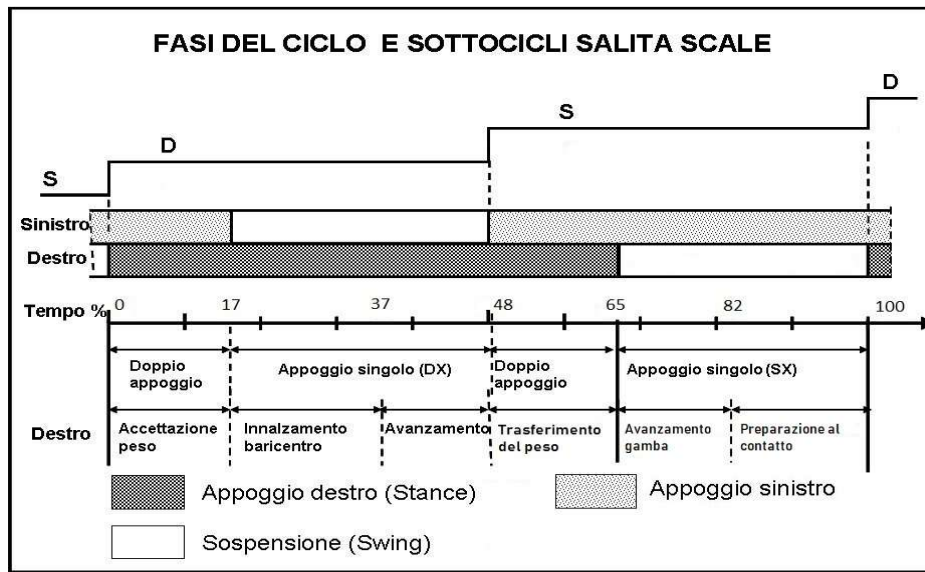 FASI DEL CICLO E SOTTOCICLI SALITA SCALE
D
S
D
S
Sinistro
Destro
Tempo % 0 17 37 48 65 82 100
Doppio appoggio
Appoggio singolo (DX)
Doppio appoggio
Appoggio singolo (SX)
Destro
Accettazione peso
Innalzamento baricentro
Avanzamento
Trasferimento del peso
Avanzamento gamba
Preparazione al contatto
Appoggio destro (Stance)
Appoggio sinistro
Sospensione (Swing)